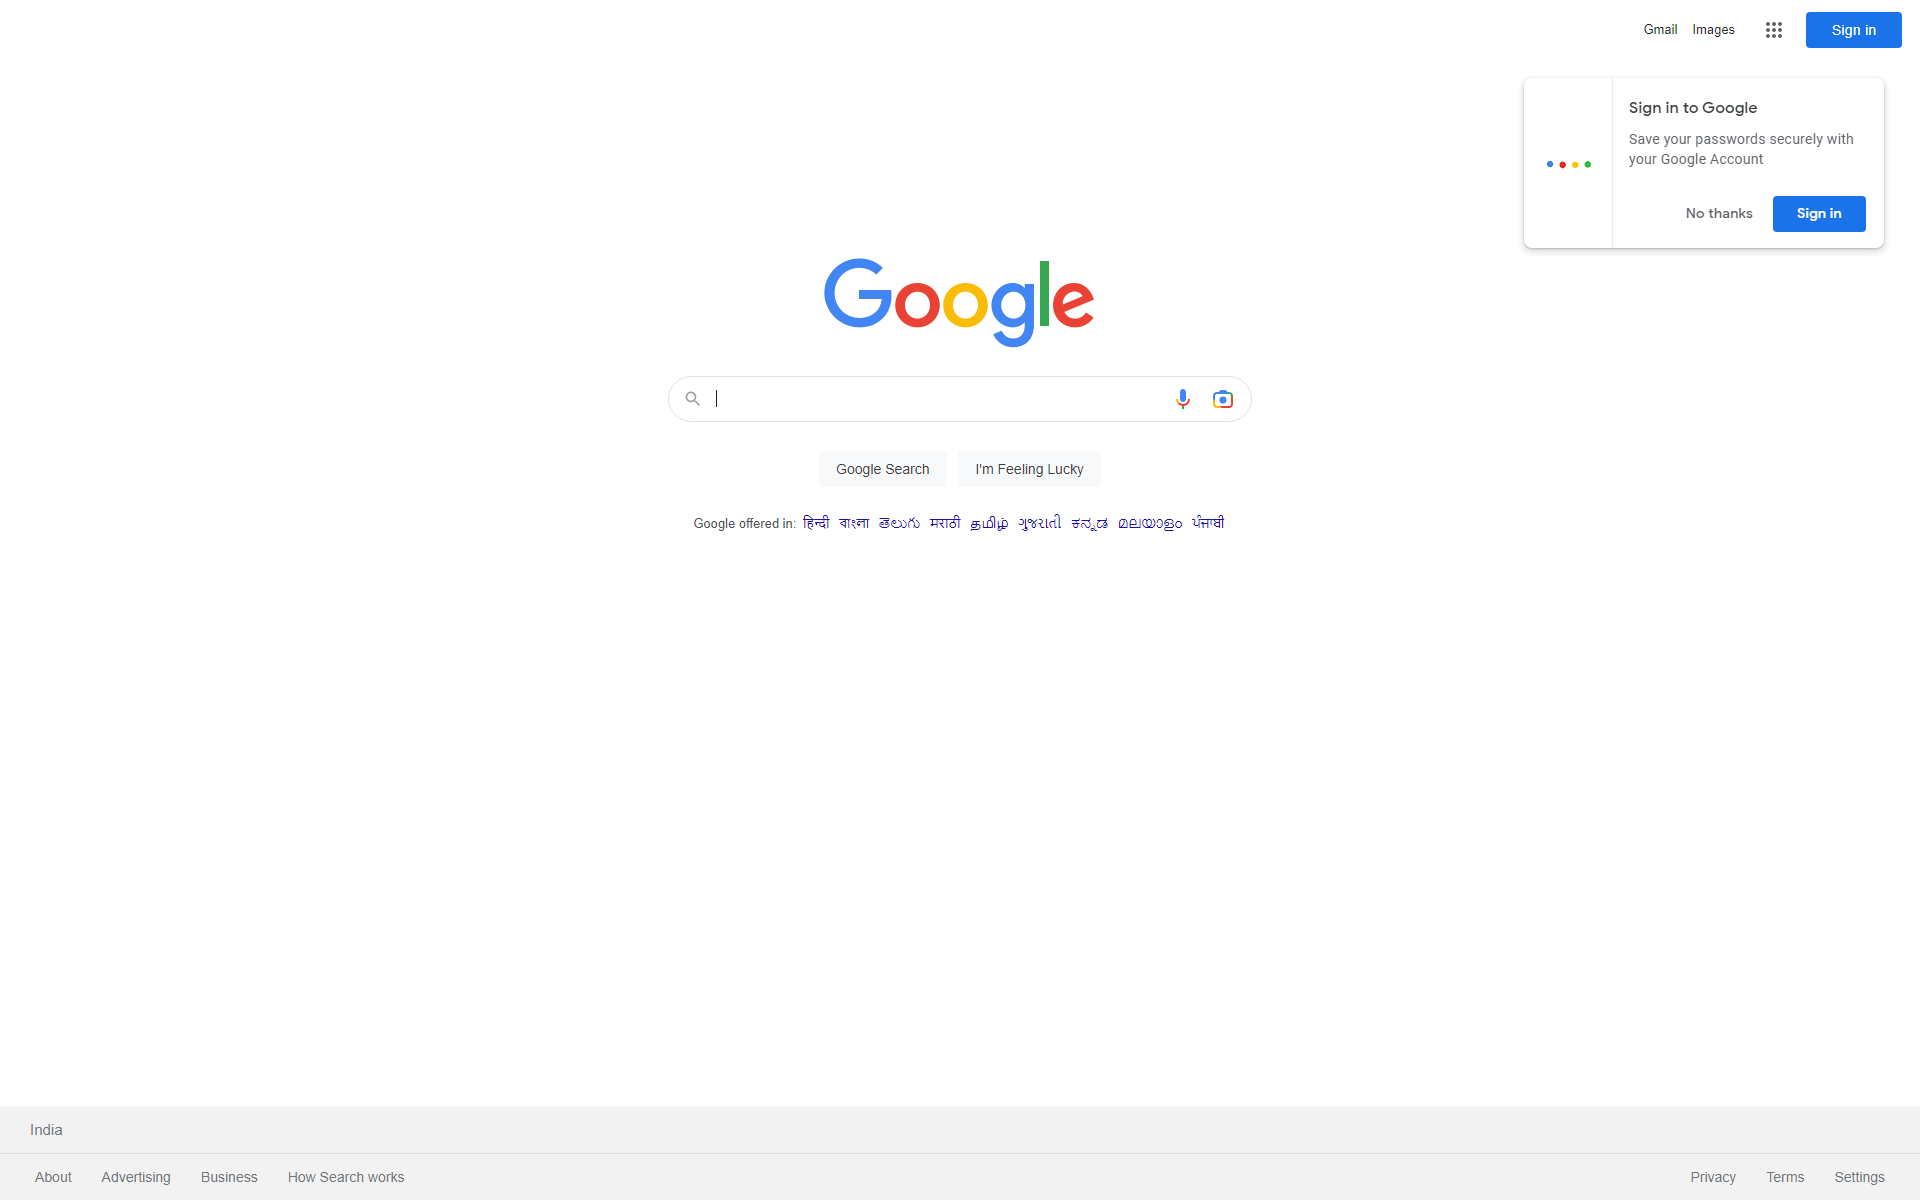 Gmail Images Sign in
Sign in to Google
Save your passwords securely with
your Google Account
No thanks Sign in
Google
Google Search I'm Feeling Lucky
Google offered in: हिन्दी বাংলা తెలుగు मराठी தமிழ் ગુજરાતી ಕನ್ನಡ മലയാളം ਪੰਜਾਬੀ
India
About Advertising Business How Search works Privacy Terms Settings